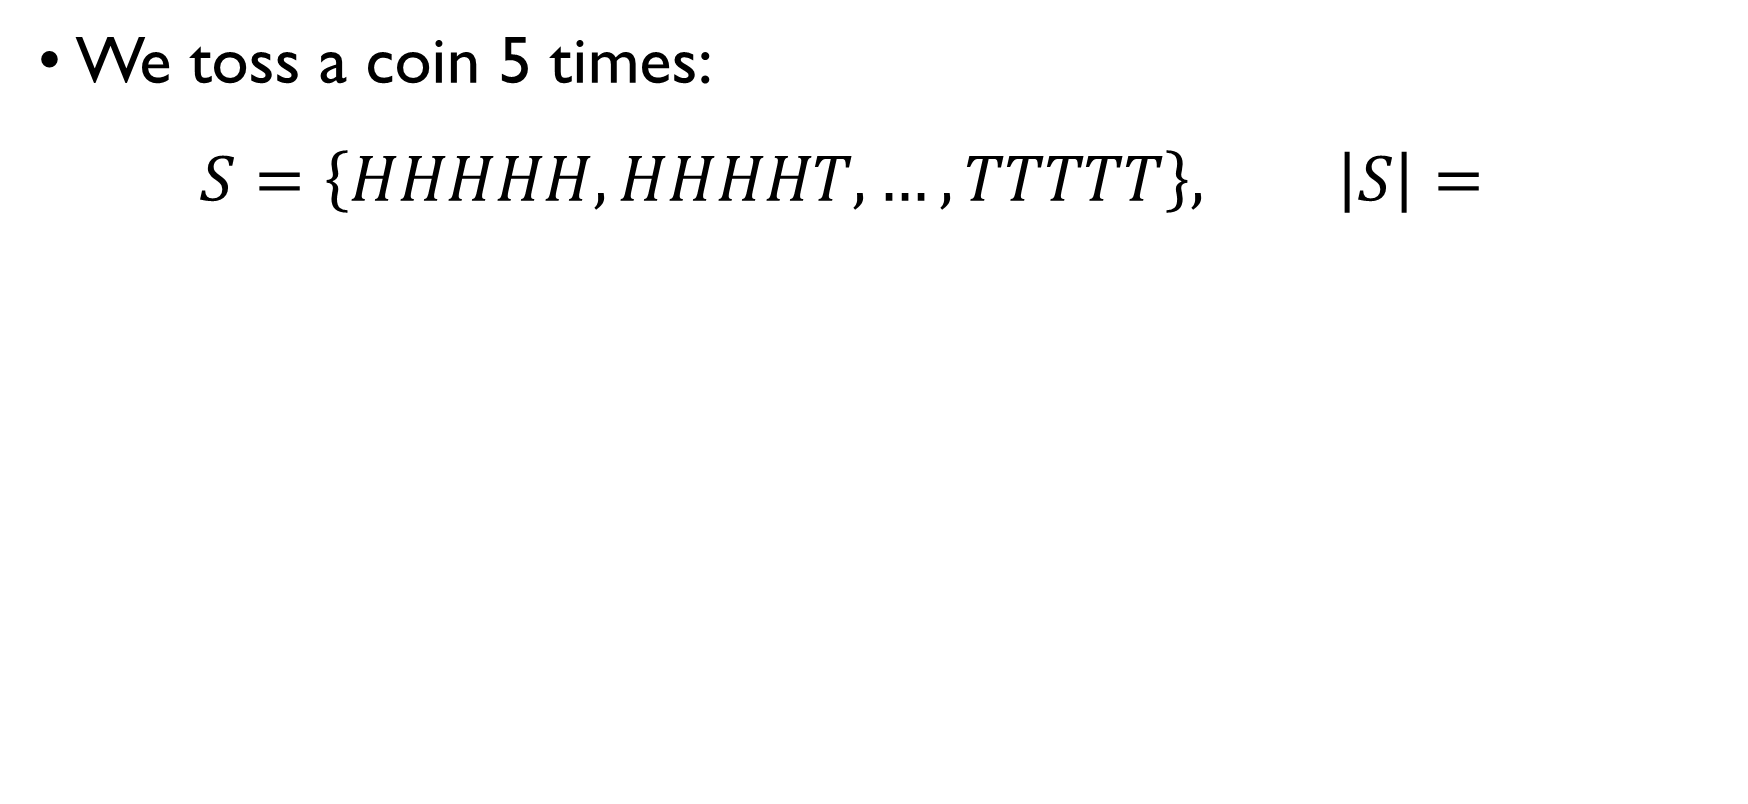 • We toss a coin 5 times:
S = {HHHHH, HHHHT, … , TTTTT}, |S| =